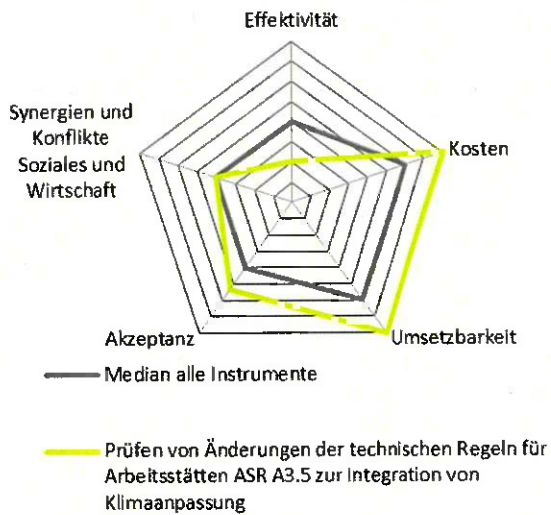 Effektivität
Synergien und
Konflikte
Soziales und
Wirtschaft
Kosten
Akzeptanz
Umsetzbarkeit
Median alle Instrumente
Prüfen von Änderungen der technischen Regeln für
Arbeitsstätten ASR A3.5 zur Integration von
Klimaanpassung